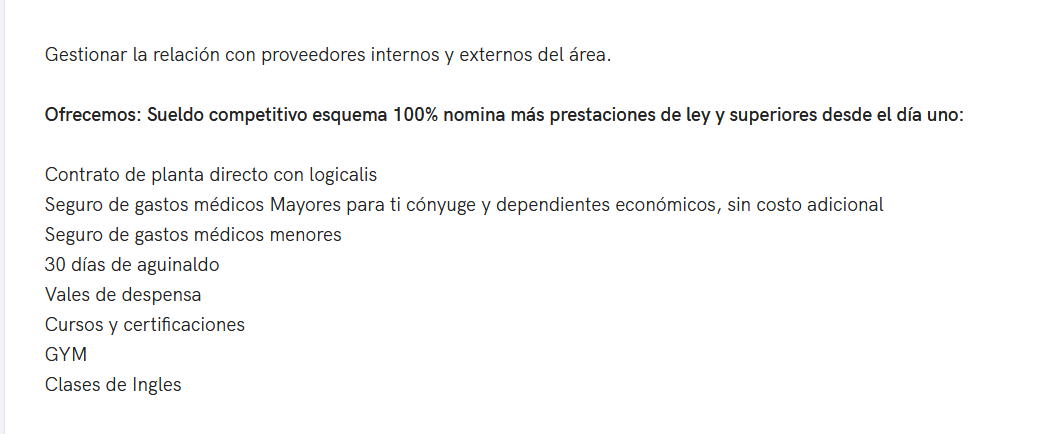 Gestionar la relación con proveedores internos y externos del área.
Ofrecemos: Sueldo competitivo esquema 100% nomina más prestaciones de ley y superiores desde el día uno:
Contrato de planta directo con logicalis
Seguro de gastos médicos Mayores para ti cónyuge y dependientes económicos, sin costo adicional
Seguro de gastos médicos menores
30 días de aguinaldo
Vales de despensa
Cursos y certificaciones
GYM
Clases de Ingles